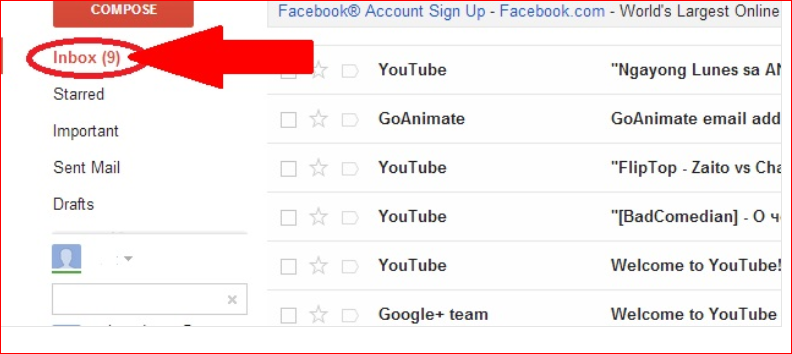 COMPOSE
Facebook® Account Sign Up - Facebook.com - World's Largest Online
Inbox (9)
Starred
Important
Sent Mail
Drafts
YouTube "Ngayong Lunes sa AN
GoAnimate GoAnimate email add
YouTube "FlipTop - Zaito vs Cha
YouTube "[BadComedian] - О ч
YouTube Welcome to YouTube!
Google+ team Welcome to YouTube